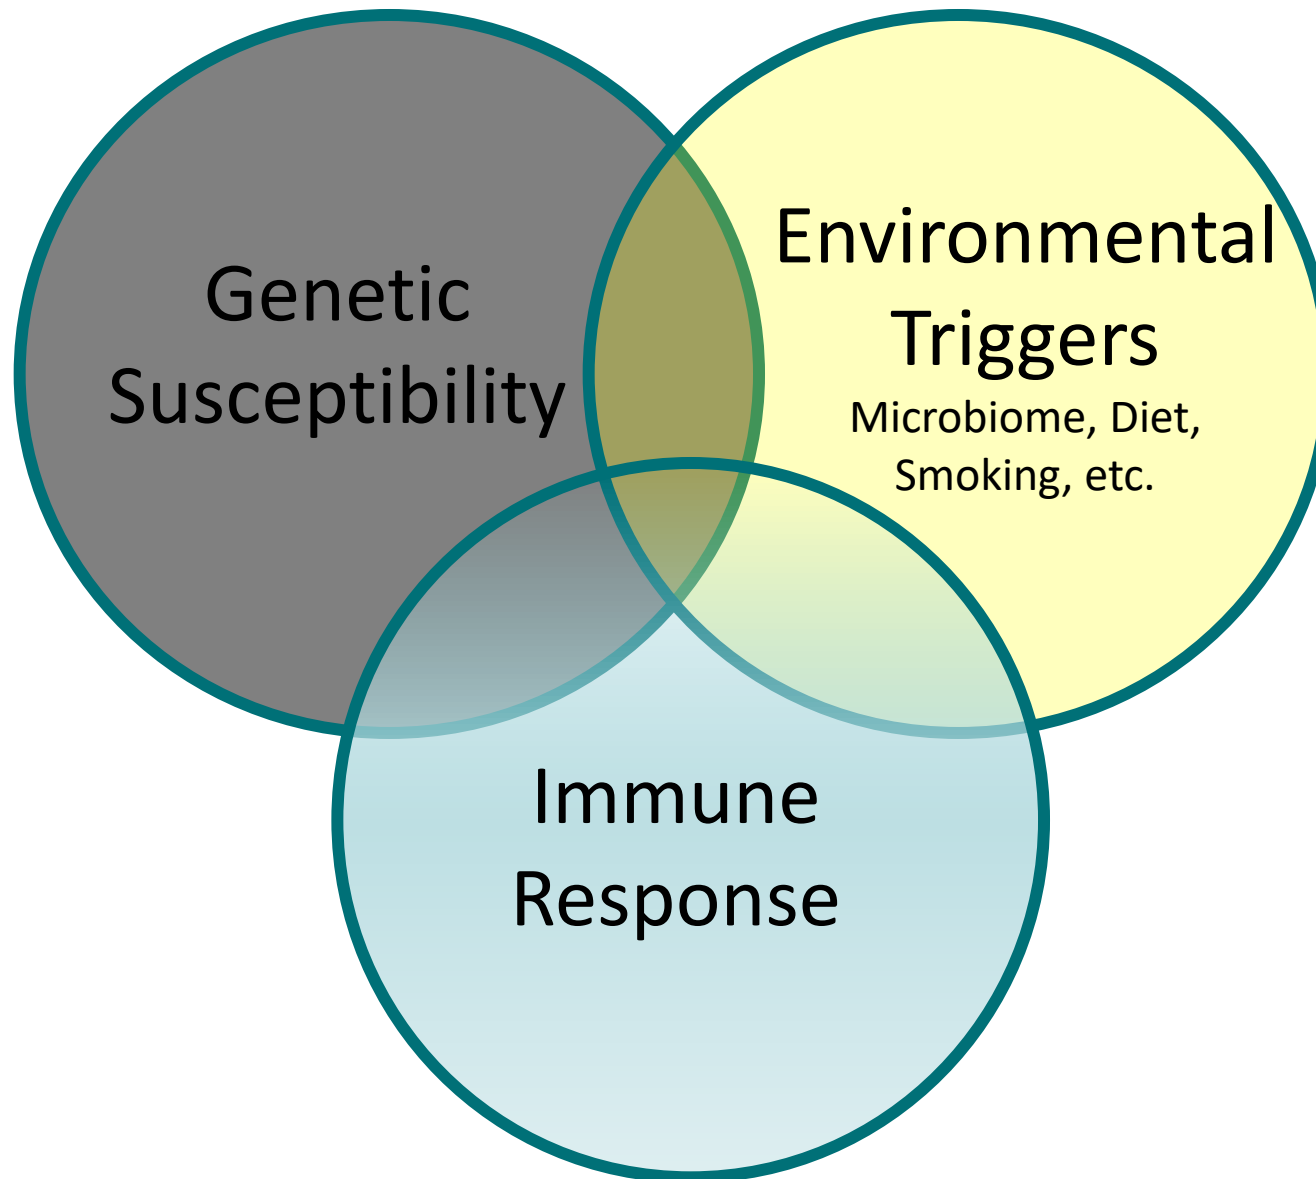 Genetic
Susceptibility
Environmental
Triggers
Microbiome, Diet,
Smoking, etc.
Immune
Response